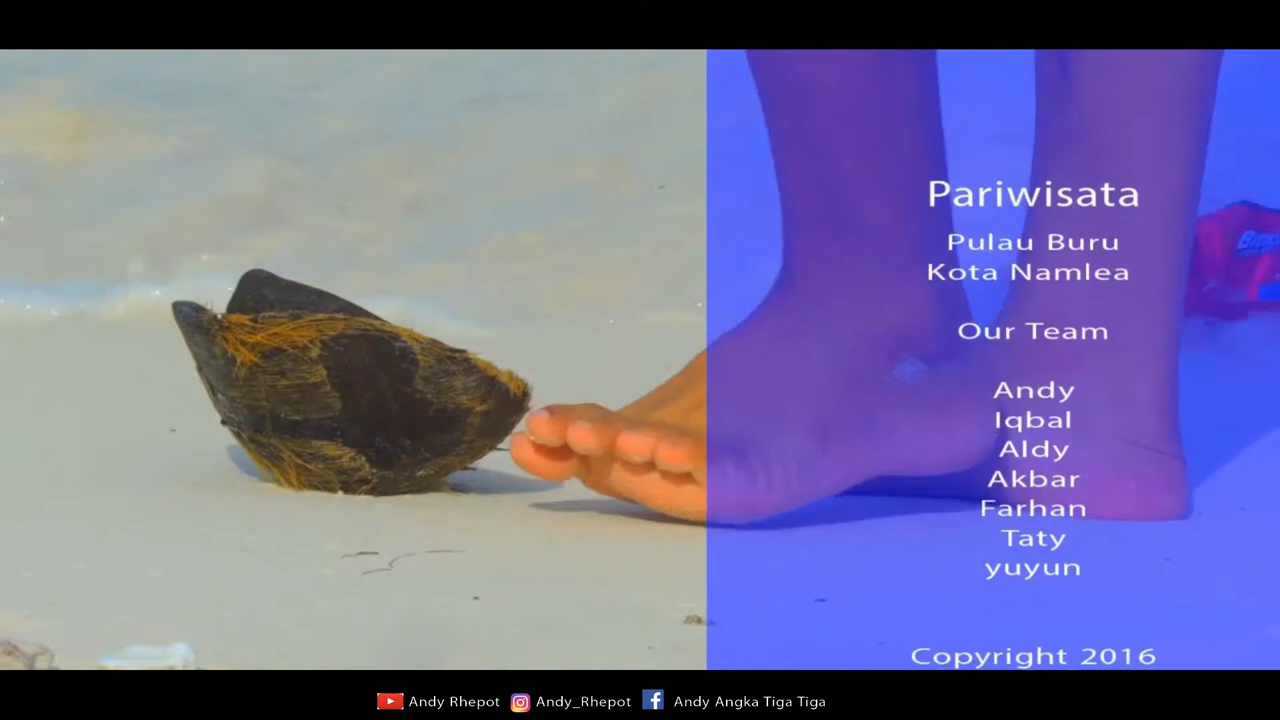 Pariwisata
Pulau Buru
Kota Namlea
Our Team
Andy
Iqbal
Aldy
Akbar
Farhan
Taty
yuyun
Copyright 2016
Andy Rhepot Andy_Rhepot Andy Angka Tiga Tiga